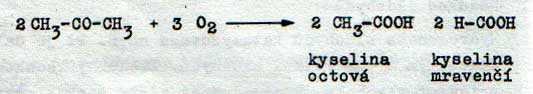 2 CH₃-CO-CH₃ + 3 O₂ ⟶ 2 CH₃-COOH 2 H-COOH
kyselina kyselina
octová mravenčí